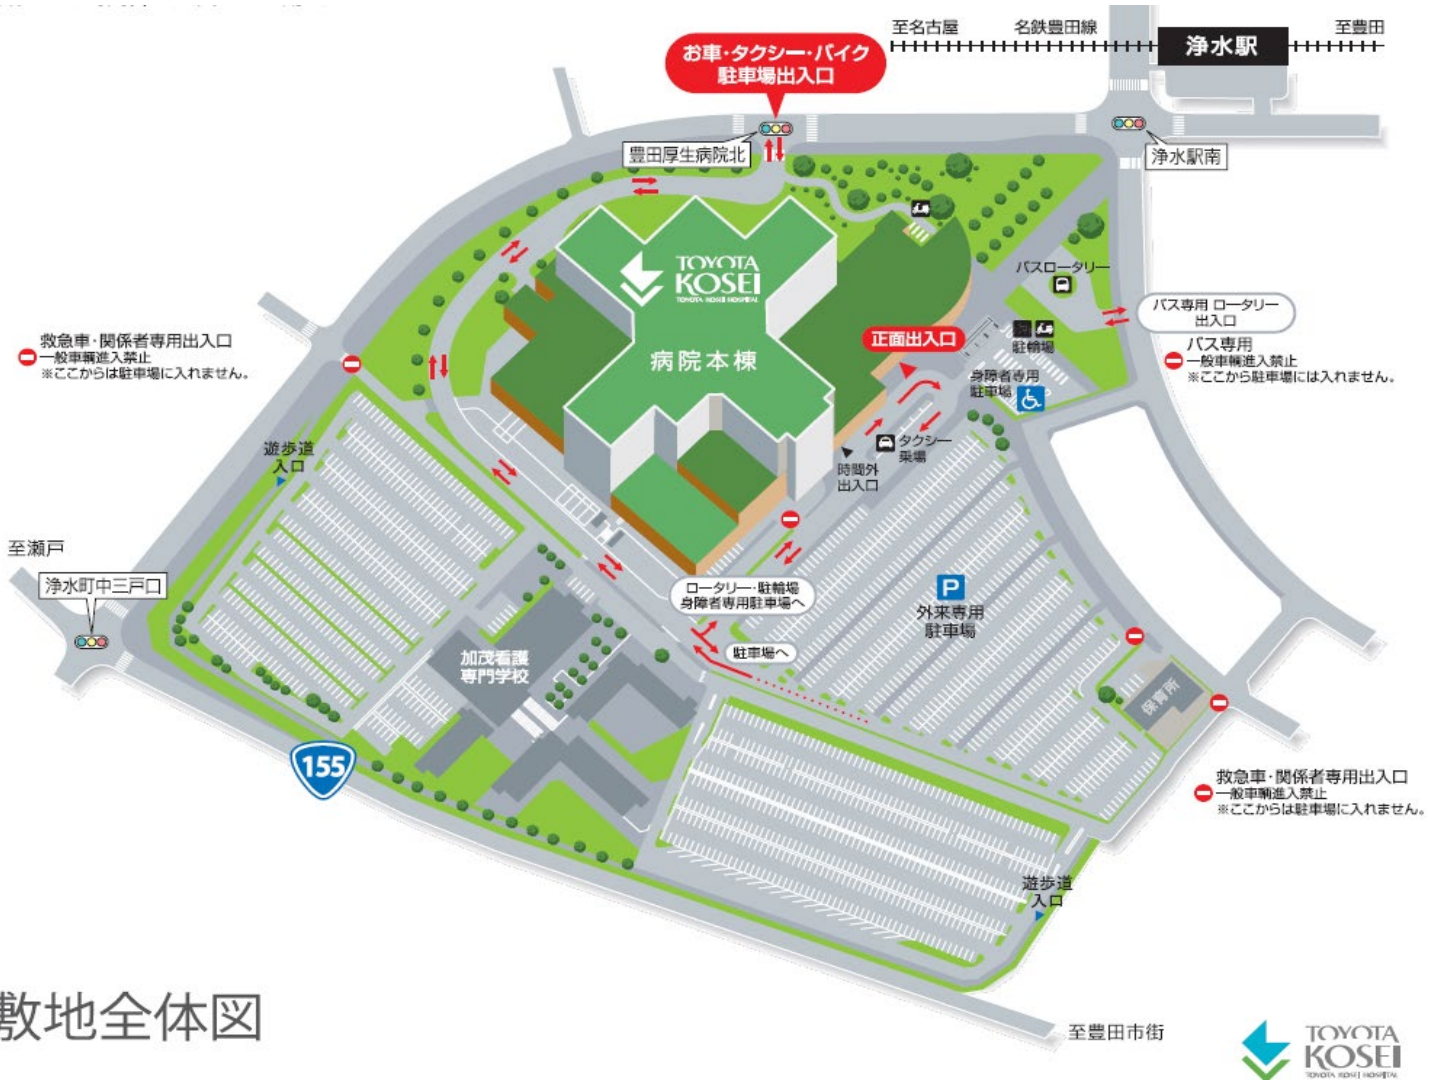 至名古屋
名鉄豊田線
浄水駅
至豊田
お車・タクシー・バイク
駐車場出入口
豊田厚生病院北
浄水駅南
TOYOTA
KOSEI
TOYOTA KOSEI HOSPITAL
病院本棟
バスロータリー
バス専用 ロータリー
出入口
バス専用
一般車輌進入禁止
※ここから駐車場には入れません。
正面出入口
駐輪場
身障者専用
駐車場
救急車・関係者専用出入口
一般車輌進入禁止
※ここからは駐車場に入れません。
タクシー
乗場
時間外
出入口
遊歩道
入口
至瀬戸
浄水町中三戸口
ロータリー・駐輪場
身障者専用駐車場へ
駐車場へ
P
外来専用
駐車場
加茂看護
専門学校
保育所
155
救急車・関係者専用出入口
一般車輌進入禁止
※ここからは駐車場に入れません。
遊歩道
入口
敷地全体図
至豊田市街
TOYOTA
KOSEI
TOYOTA KOSEI HOSPITAL